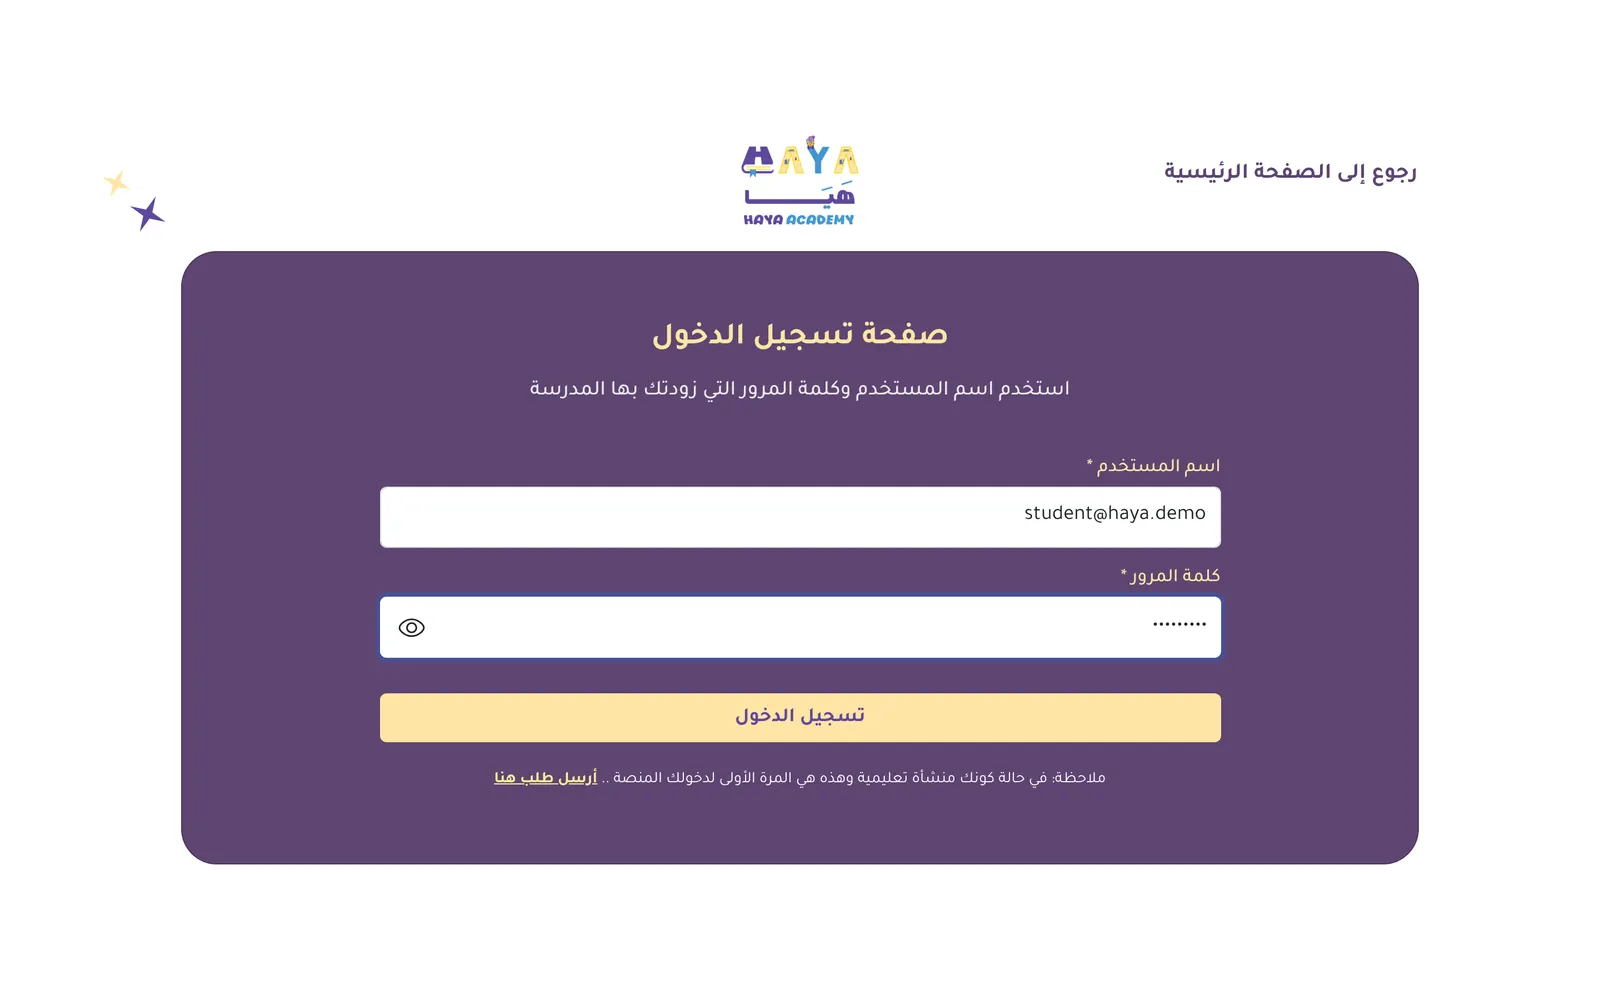 رجوع إلى الصفحة الرئيسية
HAYA
هَيَـــا
HAYA ACADEMY
صفحة تسجيل الدخول
استخدم اسم المستخدم وكلمة المرور التي زودتك بها المدرسة
اسم المستخدم *
student@haya.demo
كلمة المرور *
•••••••••
تسجيل الدخول
ملاحظة: في حالة كونك منشأة تعليمية وهذه هي المرة الأولى لدخولك المنصة .. أرسل طلب هنا